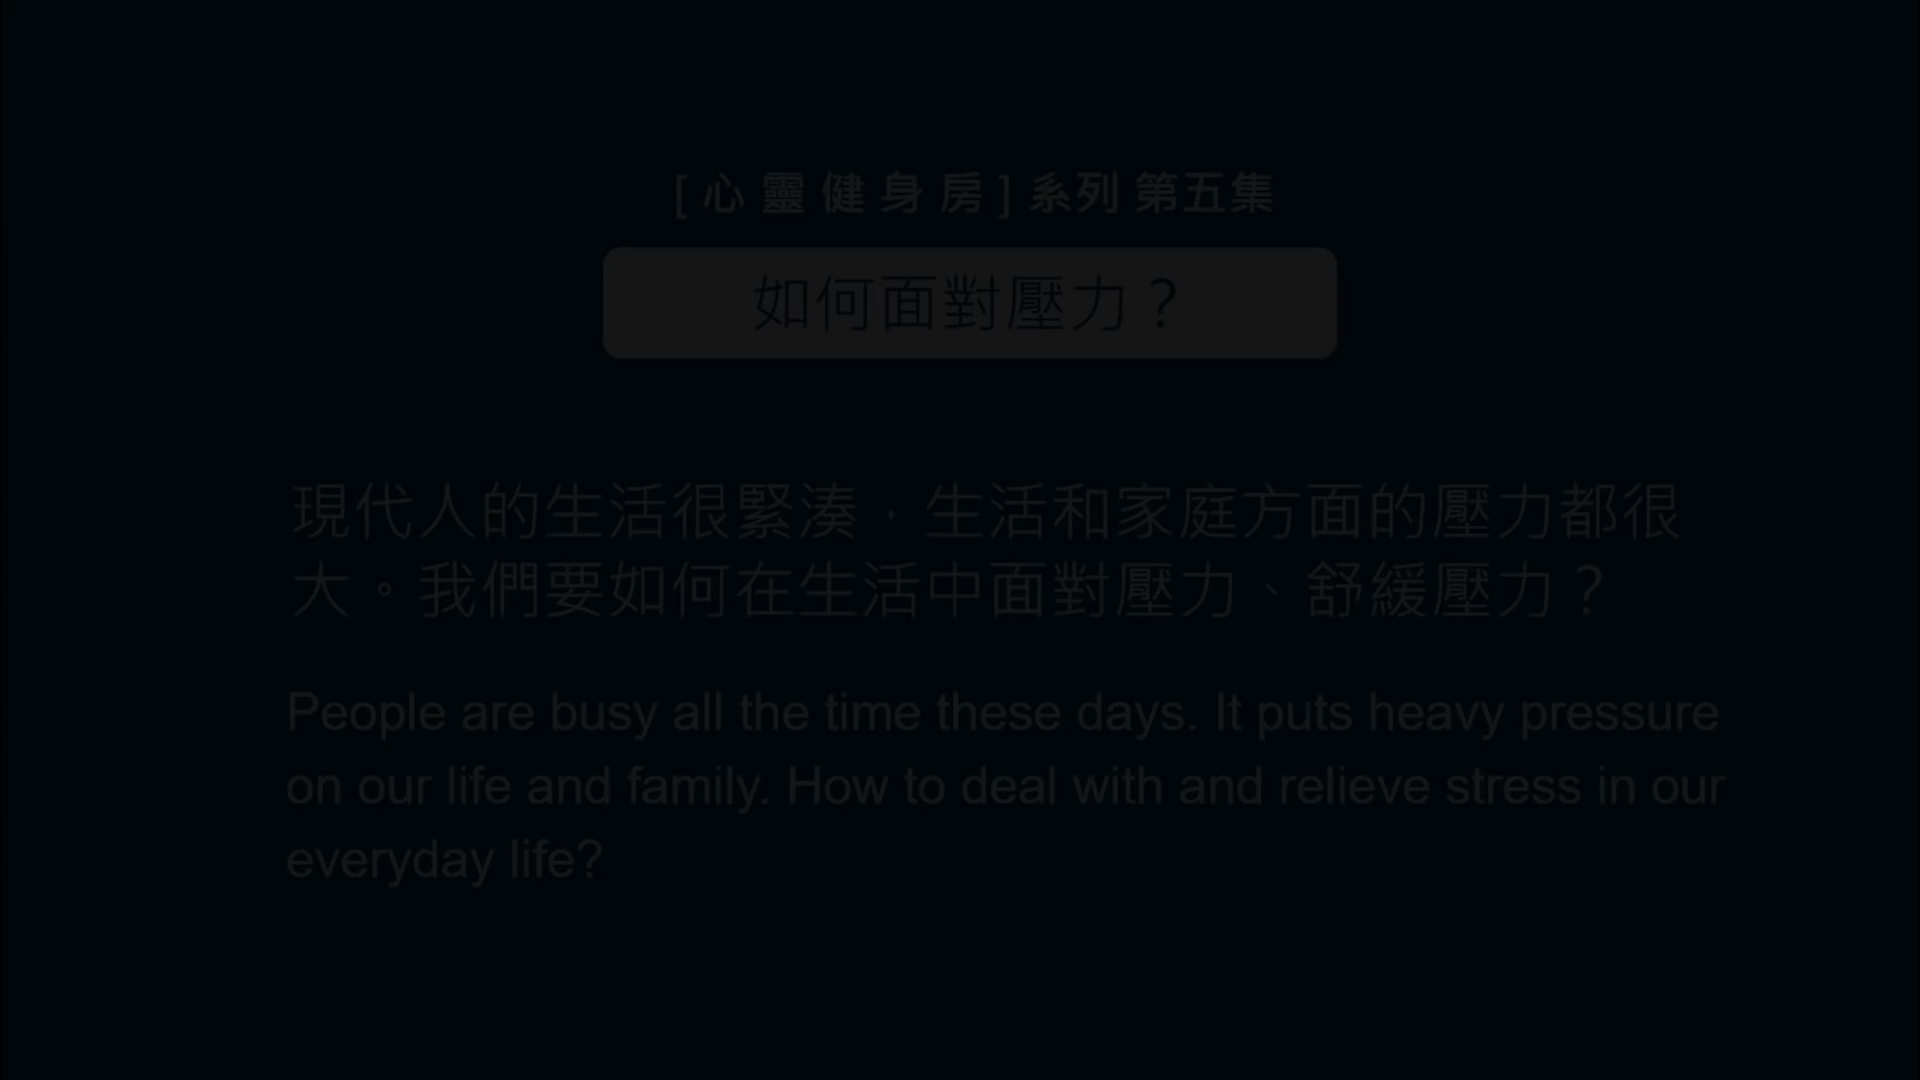 [ 心 靈 健 身 房 ] 系列 第五集
如何面對壓力？
現代人的生活很緊湊，生活和家庭方面的壓力都很
大。我們要如何在生活中面對壓力、舒緩壓力？
People are busy all the time these days. It puts heavy pressure
on our life and family. How to deal with and relieve stress in our
everyday life?